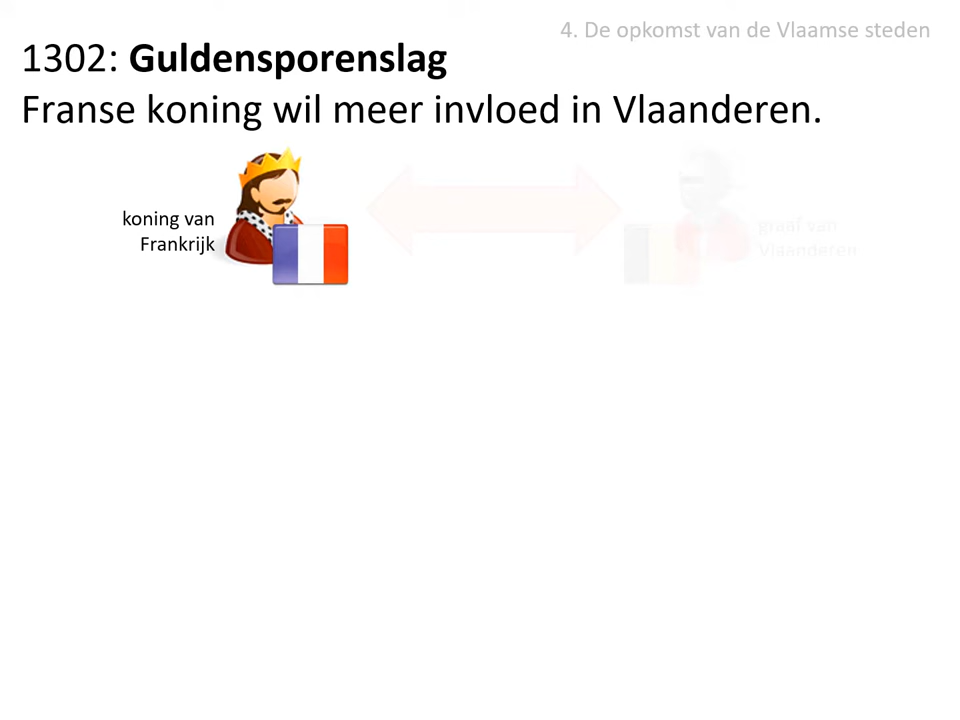 4. De opkomst van de Vlaamse steden
1302: Guldensporenslag
Franse koning wil meer invloed in Vlaanderen.
koning van
Frankrijk
graaf van
Vlaanderen